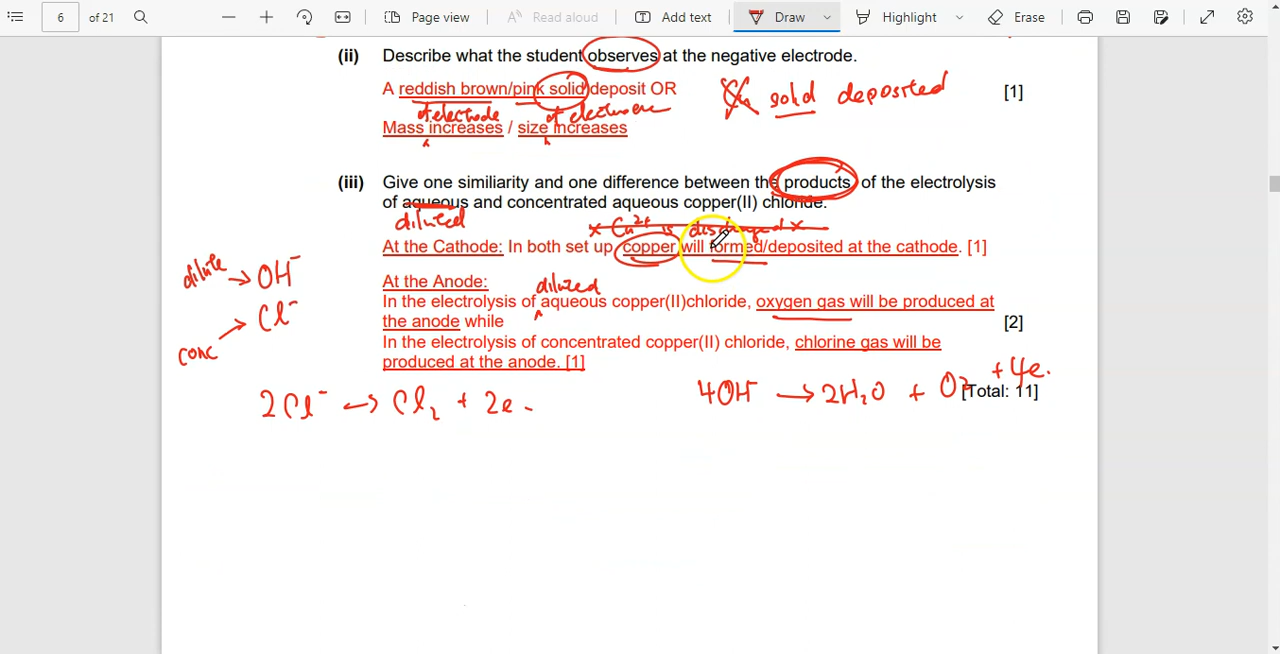 6 of 21 Page view Read aloud Add text Draw Highlight Erase
(ii) Describe what the student observes at the negative electrode.
A reddish brown/pink solid deposit OR [1]
Cu solid deposited
of electrode of electrode
Mass increases / size increases
(iii) Give one similiarity and one difference between the products of the electrolysis
of aqueous and concentrated aqueous copper(II) chloride.
diluted
x Cu²⁺ is discharged x
At the Cathode: In both set up, copper will formed/deposited at the cathode. [1]
dilute → OH⁻
At the Anode:
diluted
In the electrolysis of aqueous copper(II)chloride, oxygen gas will be produced at
Cl⁻
the anode while [2]
conc
In the electrolysis of concentrated copper(II) chloride, chlorine gas will be
produced at the anode. [1]
2Cl⁻ → Cl₂ + 2e-
4OH⁻ → 2H₂O + O₂ + 4e.
[Total: 11]